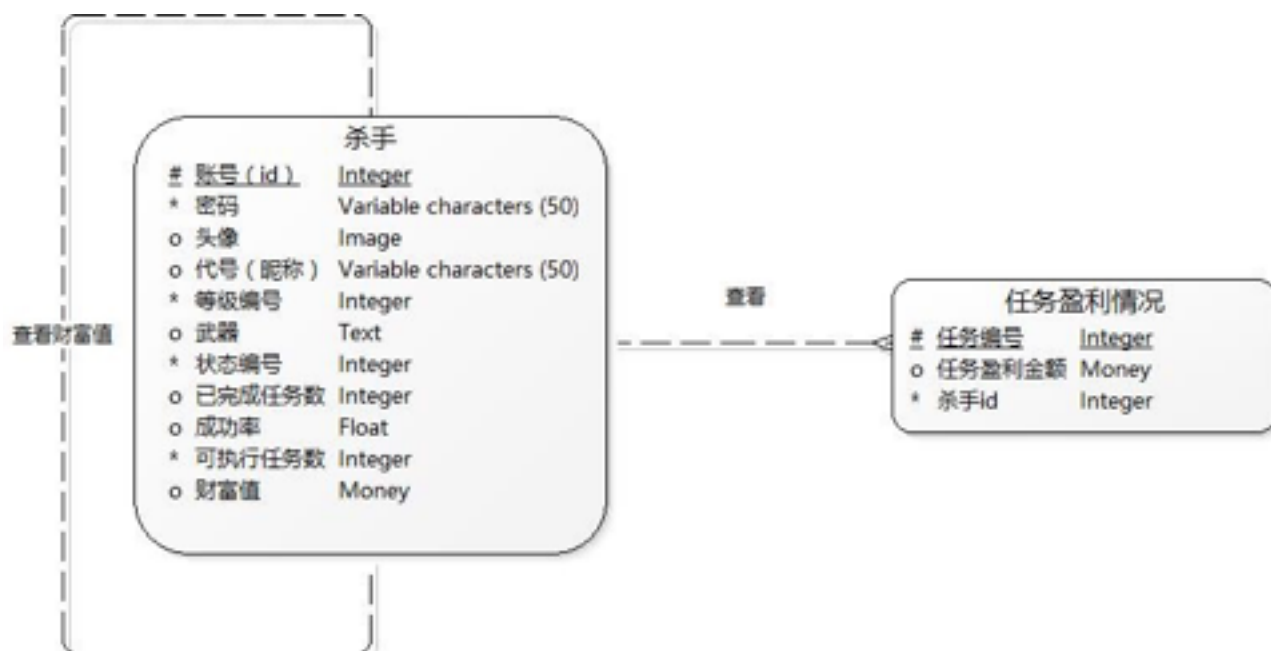 杀手
# 账号（id） Integer
* 密码 Variable characters (50)
o 头像 Image
o 代号（昵称） Variable characters (50)
* 等级编号 Integer
o 武器 Text
* 状态编号 Integer
o 已完成任务数 Integer
o 成功率 Float
* 可执行任务数 Integer
o 财富值 Money
查看财富值
查看
任务盈利情况
# 任务编号 Integer
o 任务盈利金额 Money
* 杀手id Integer